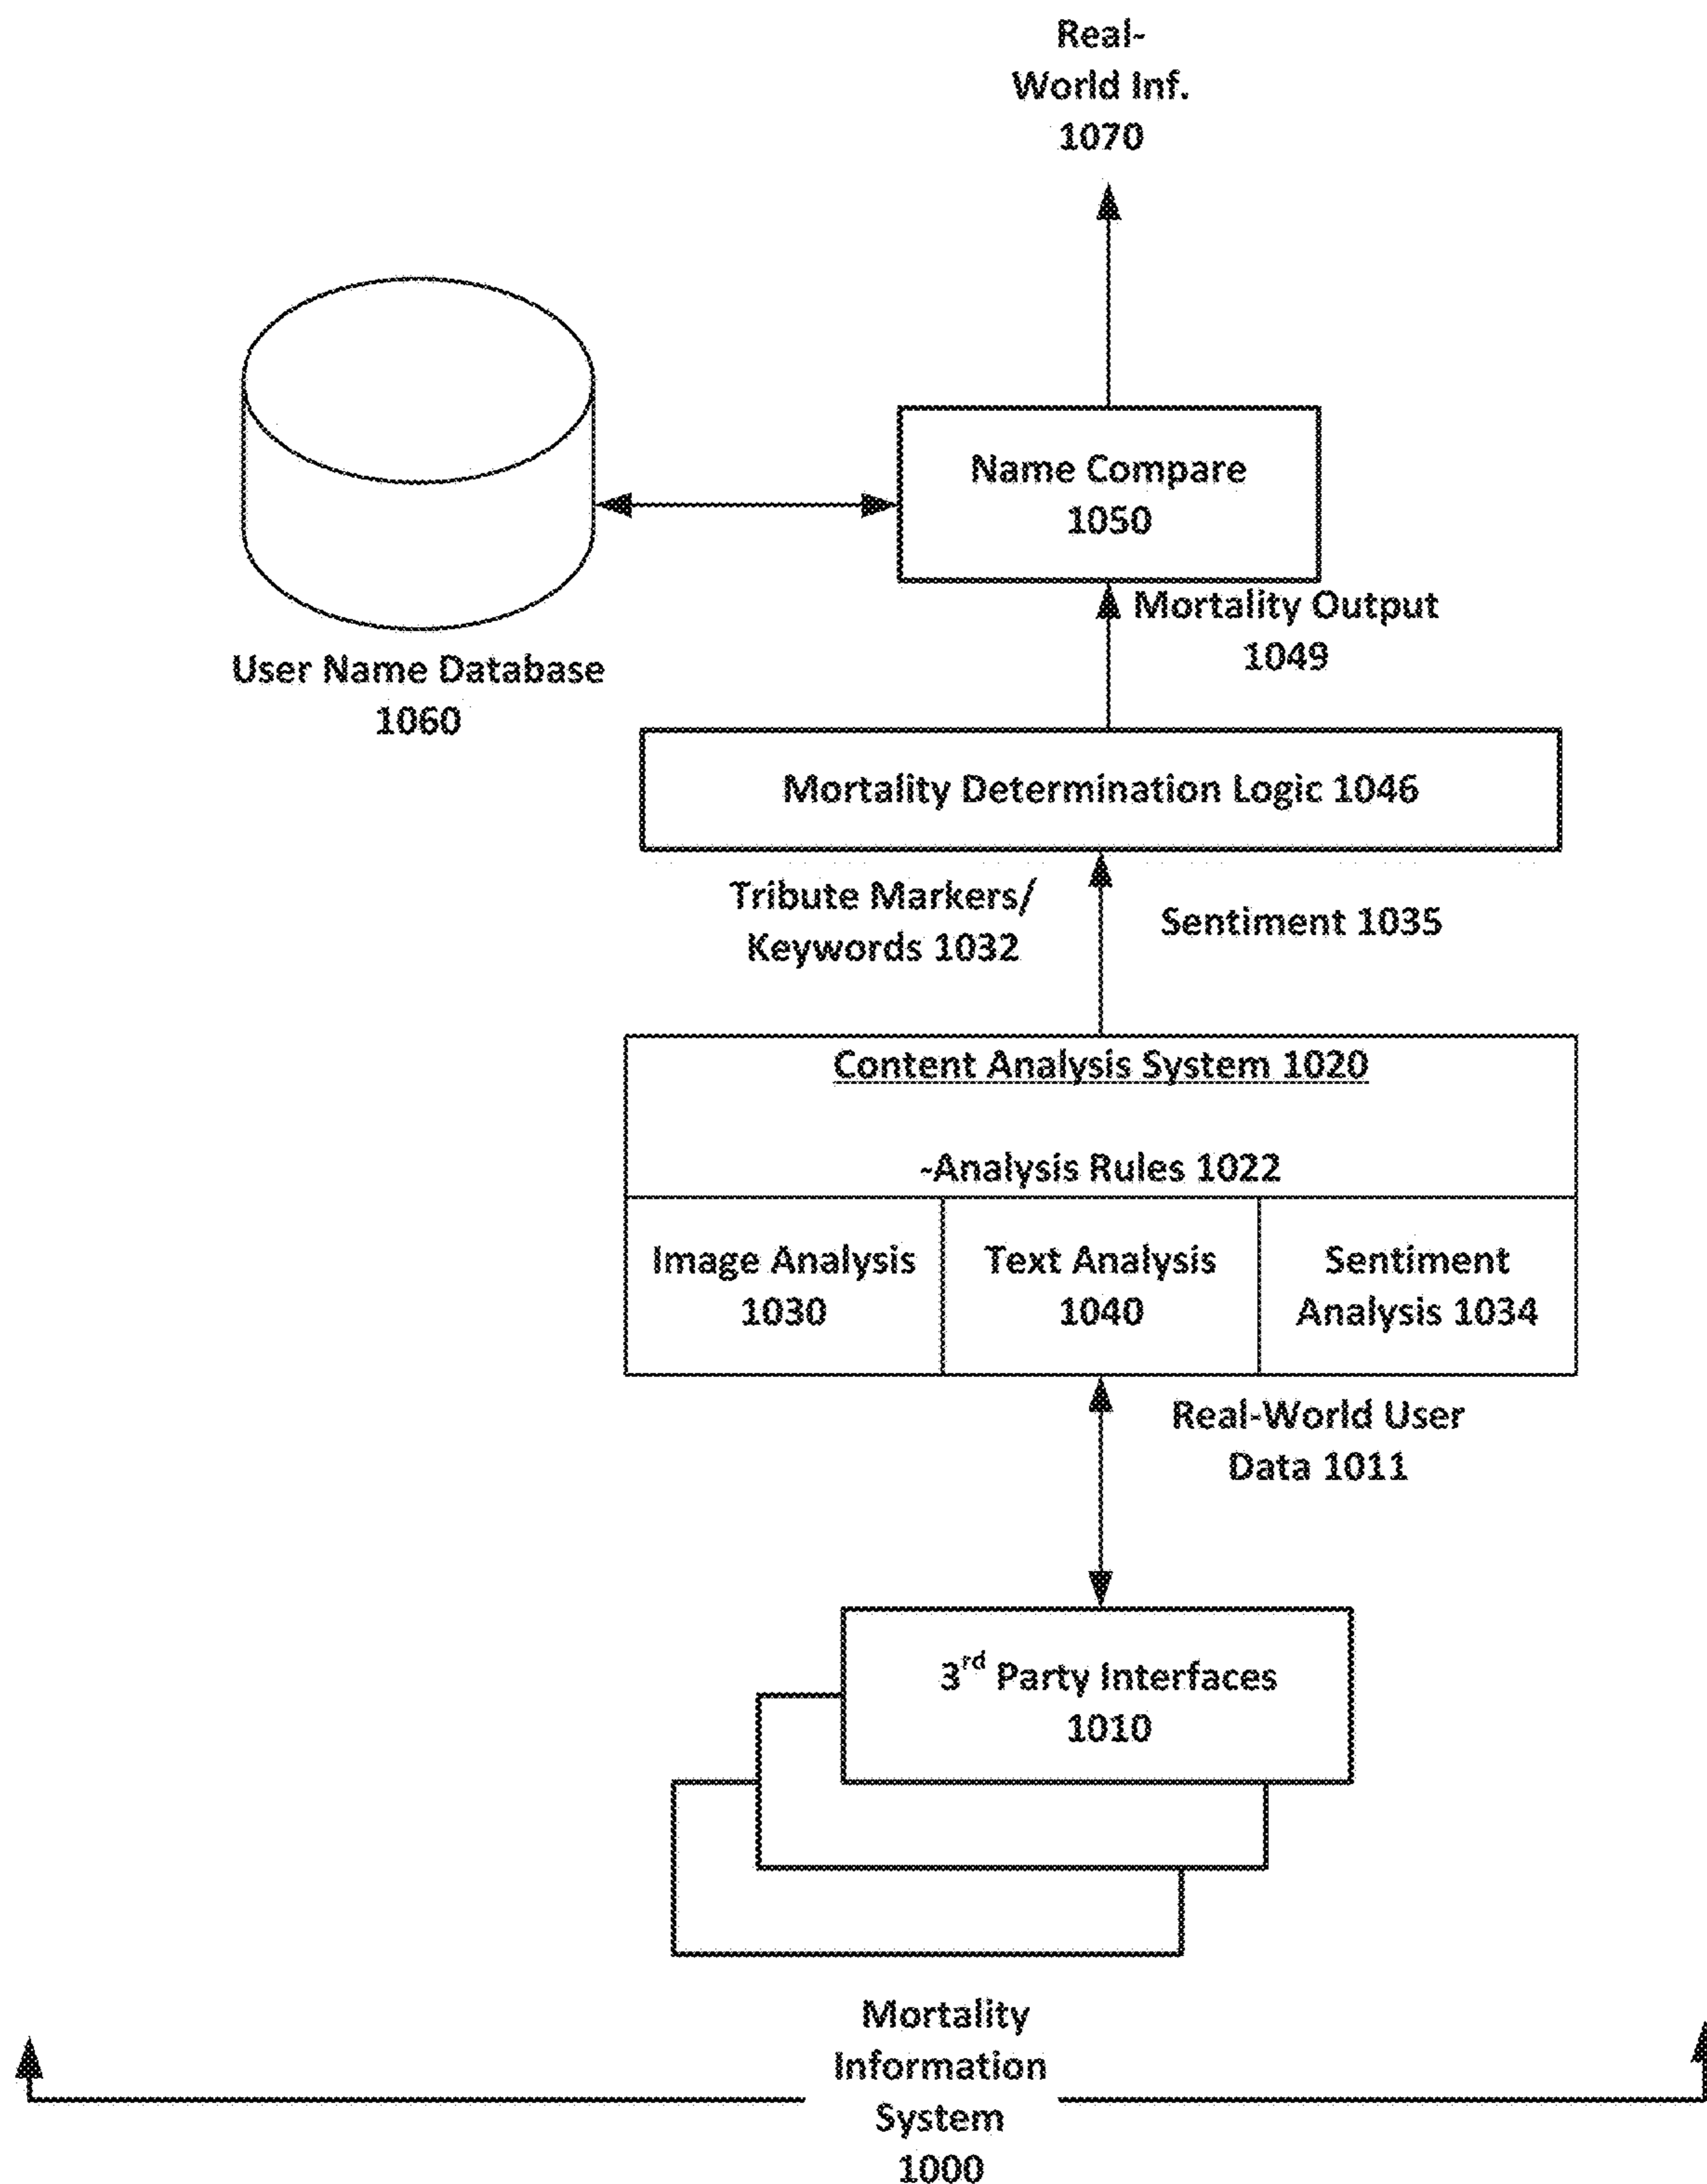 Real-
World Inf.
1070
Name Compare
1050
Mortality Output
1049
User Name Database
1060
Mortality Determination Logic 1046
Tribute Markers/
Keywords 1032
Sentiment 1035
Content Analysis System 1020
-Analysis Rules 1022
Image Analysis
1030
Text Analysis
1040
Sentiment
Analysis 1034
Real-World User
Data 1011
3rd Party Interfaces
1010
Mortality
Information
System
1000